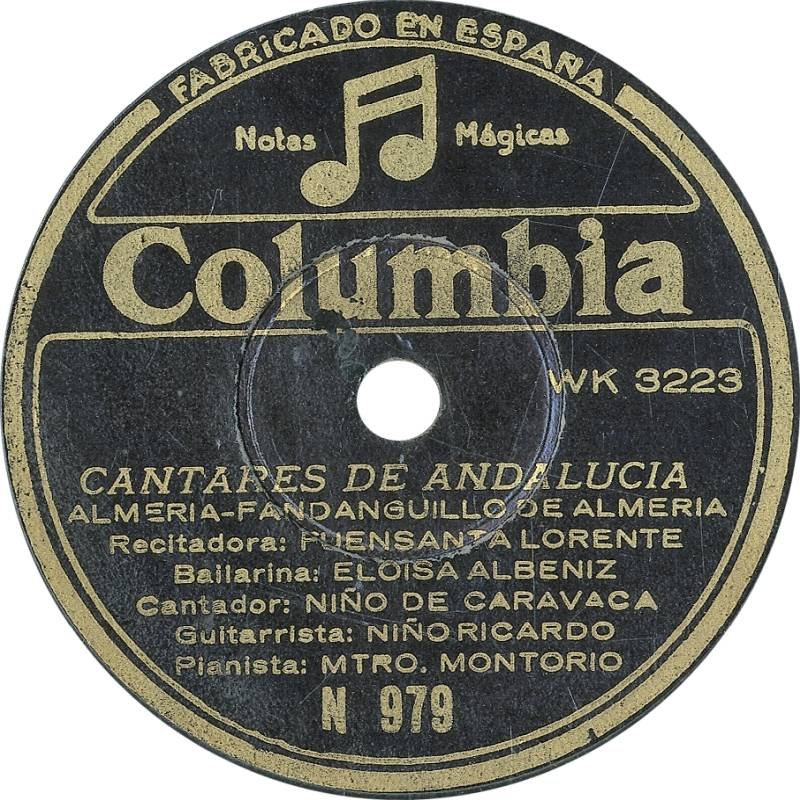 FABRICADO EN ESPAÑA
Notas Mágicas
Columbia
WK 3223
CANTARES DE ANDALUCIA
ALMERIA-FANDANGUILLO DE ALMERIA
Recitadora: FUENSANTA LORENTE
Bailarina: ELOISA ALBENIZ
Cantador: NIÑO DE CARAVACA
Guitarrista: NIÑO RICARDO
Pianista: MTRO. MONTORIO
N 979